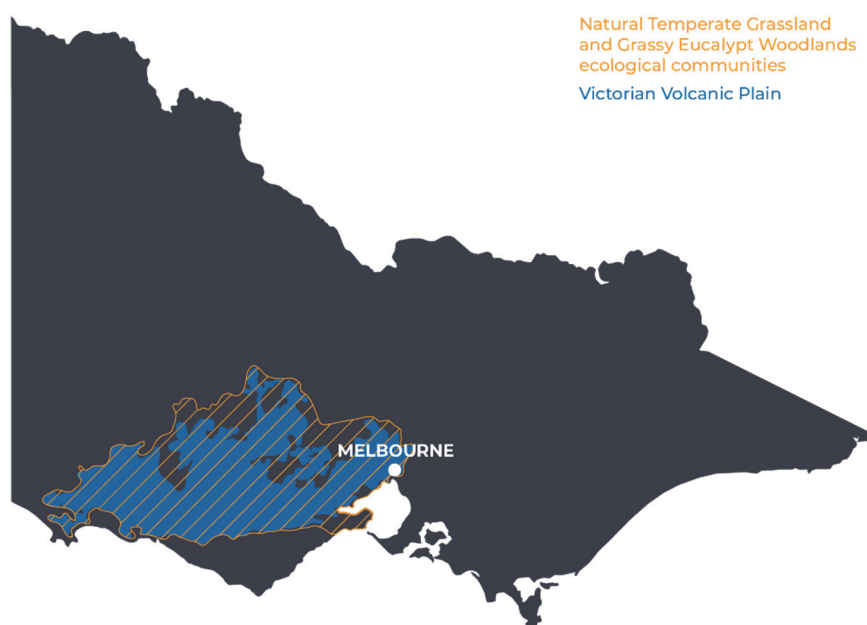 Natural Temperate Grassland
and Grassy Eucalypt Woodlands
ecological communities
Victorian Volcanic Plain
MELBOURNE